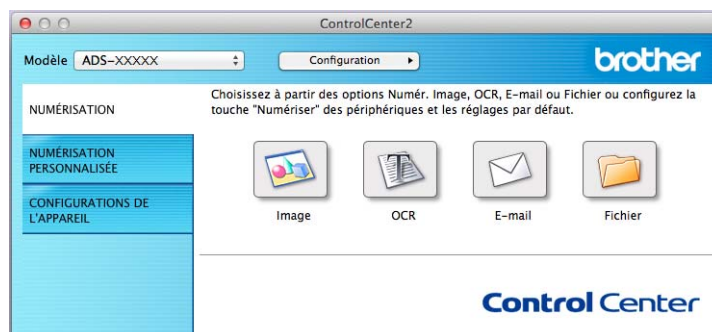 ControlCenter2
Modèle ADS-XXXXX Configuration brother
Choisissez à partir des options Numér. Image, OCR, E-mail ou Fichier ou configurez la
touche "Numériser" des périphériques et les réglages par défaut.
NUMÉRISATION
NUMÉRISATION
PERSONNALISÉE
CONFIGURATIONS DE
L'APPAREIL
Image OCR E-mail Fichier
Control Center